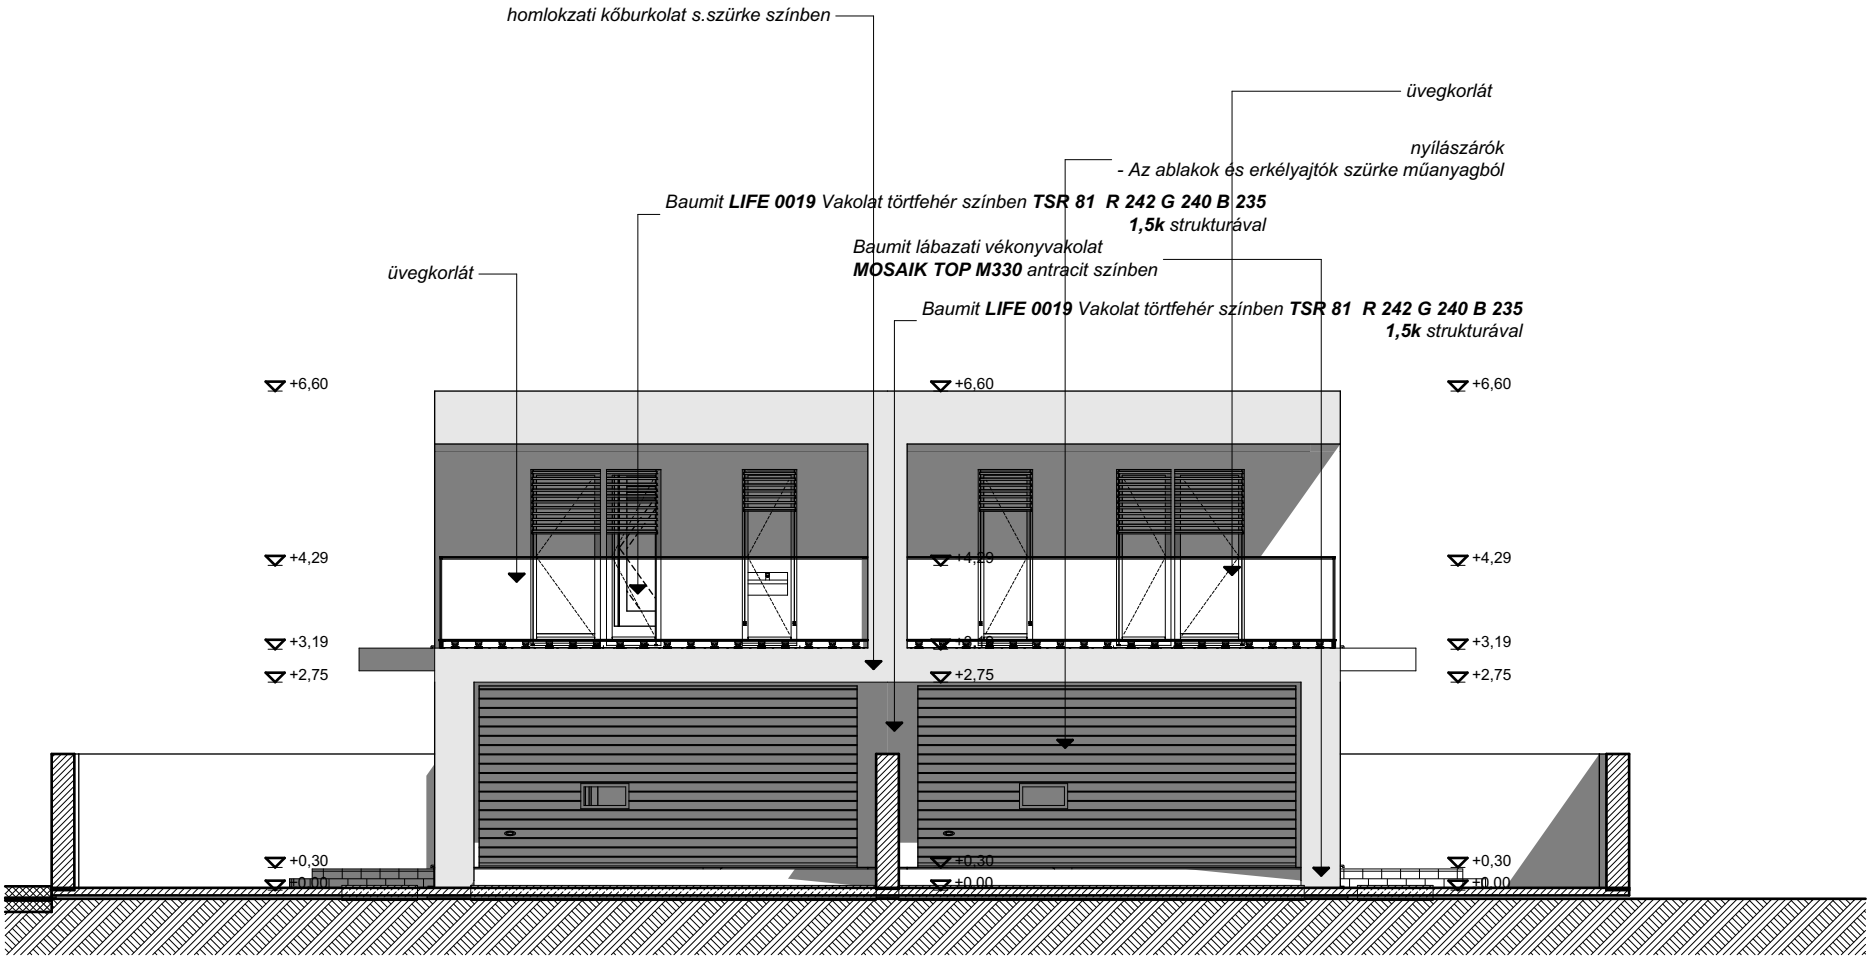 homlokzati kőburkolat s.szürke színben
üvegkorlát
nyílászárók
- Az ablakok és erkélyajtók szürke műanyagból
Baumit LIFE 0019 Vakolat törtfehér színben TSR 81 R 242 G 240 B 235
1,5k strukturával
Baumit lábazati vékonyvakolat
MOSAIK TOP M330 antracit színben
üvegkorlát
Baumit LIFE 0019 Vakolat törtfehér színben TSR 81 R 242 G 240 B 235
1,5k strukturával
+6,60
+6,60
+6,60
+4,29
+4,29
+4,29
+3,19
+3,19
+3,19
+2,75
+2,75
+2,75
+0,30
+0,30
+0,30
+0,00
+0,00
+0,00